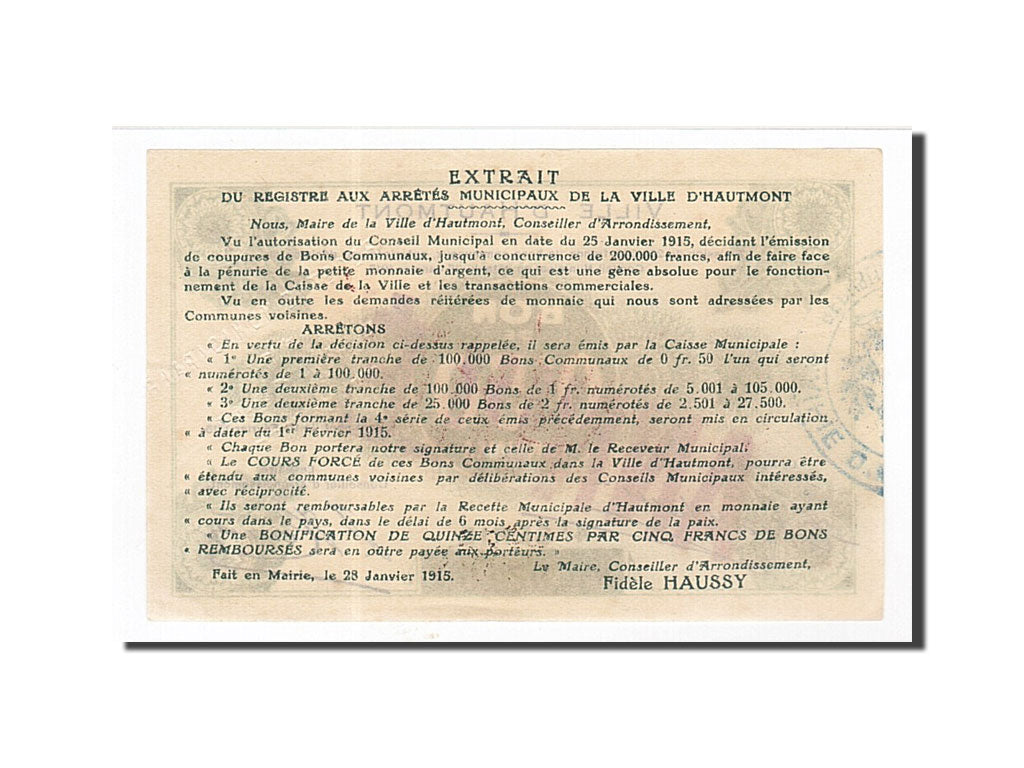 EXTRAIT
DU REGISTRE AUX ARRÊTÉS MUNICIPAUX DE LA VILLE D'HAUTMONT
Nous, Maire de la Ville d'Hautmont, Conseiller d'Arrondissement,
Vu l'autorisation du Conseil Municipal en date du 25 Janvier 1915, décidant l'émission
de coupures de Bons Communaux, jusqu'à concurrence de 200.000 francs, afin de faire face
à la pénurie de la petite monnaie d'argent, ce qui est une gêne absolue pour le fonction-
nement de la Caisse de la Ville et les transactions commerciales.
Vu en outre les demandes réitérées de monnaie qui nous sont adressées par les
Communes voisines.
ARRÊTONS
« En vertu de la décision ci-dessus rappelée, il sera émis par la Caisse Municipale :
« 1° Une première tranche de 100.000 Bons Communaux de 0 fr. 50 l'un qui seront
« numérotés de 1 à 100.000.
« 2° Une deuxième tranche de 100.000 Bons de 1 fr. numérotés de 5.001 à 105.000.
« 3° Une deuxième tranche de 25.000 Bons de 2 fr. numérotés de 2.501 à 27.500.
« Ces Bons formant la 4e série de ceux émis précédemment, seront mis en circulation
« à dater du 1er Février 1915.
« Chaque Bon portera notre signature et celle de M. le Receveur Municipal.
« Le COURS FORCÉ de ces Bons Communaux dans la Ville d'Hautmont, pourra être
« étendu aux communes voisines par délibérations des Conseils Municipaux intéressés,
« avec réciprocité.
« Ils seront remboursables par la Recette Municipale d'Hautmont en monnaie ayant
« cours dans le pays, dans le délai de 6 mois après la signature de la paix.
« Une BONIFICATION DE QUINZE CENTIMES PAR CINQ FRANCS DE BONS
« REMBOURSÉS sera en oûtre payée aux porteurs. »
Le Maire, Conseiller d'Arrondissement,
Fait en Mairie, le 28 Janvier 1915.
Fidèle HAUSSY